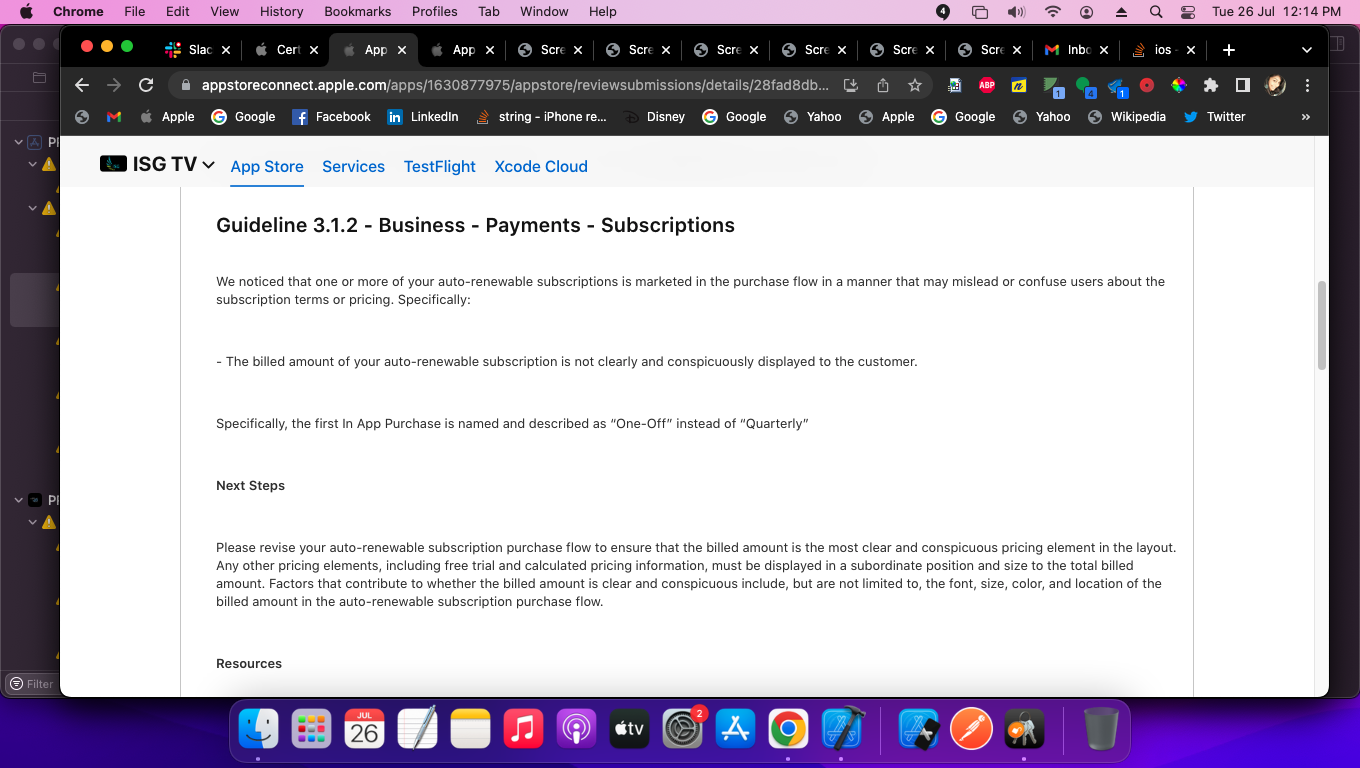 Chrome File Edit View History Bookmarks Profiles Tab Window Help 4 Tue 26 Jul 12:14 PM
Slac Cert App App Scre Scre Scre Scre Scre Scre Inbc ios -
appstoreconnect.apple.com/apps/1630877975/appstore/reviewsubmissions/details/28fad8db... ABP n 1 4 1
Apple Google Facebook LinkedIn string - iPhone re... Disney Google Yahoo Apple Google Yahoo Wikipedia Twitter »
ISG TV App Store Services TestFlight Xcode Cloud
Guideline 3.1.2 - Business - Payments - Subscriptions
We noticed that one or more of your auto-renewable subscriptions is marketed in the purchase flow in a manner that may mislead or confuse users about the
subscription terms or pricing. Specifically:
- The billed amount of your auto-renewable subscription is not clearly and conspicuously displayed to the customer.
Specifically, the first In App Purchase is named and described as “One-Off” instead of “Quarterly”
Next Steps
Please revise your auto-renewable subscription purchase flow to ensure that the billed amount is the most clear and conspicuous pricing element in the layout.
Any other pricing elements, including free trial and calculated pricing information, must be displayed in a subordinate position and size to the total billed
amount. Factors that contribute to whether the billed amount is clear and conspicuous include, but are not limited to, the font, size, color, and location of the
billed amount in the auto-renewable subscription purchase flow.
Resources
Filter
JUL
26
tv
2